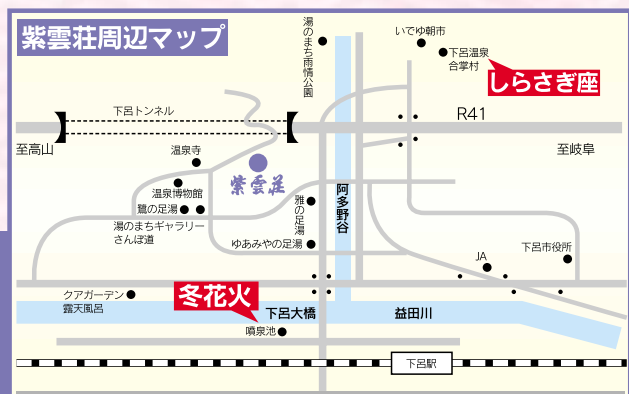 紫雲荘周辺マップ
湯のまち雨情公園
いでゆ朝市
下呂温泉
合掌村
しらさぎ座
下呂トンネル
R41
至高山
至岐阜
温泉寺
紫雲荘
温泉博物館
鷺の足湯
湯のまちギャラリー
さんぽ道
雅の足湯
阿多野谷
ゆあみやの足湯
下呂市役所
JA
クアガーデン
露天風呂
冬花火
下呂大橋
益田川
噴泉池
下呂駅